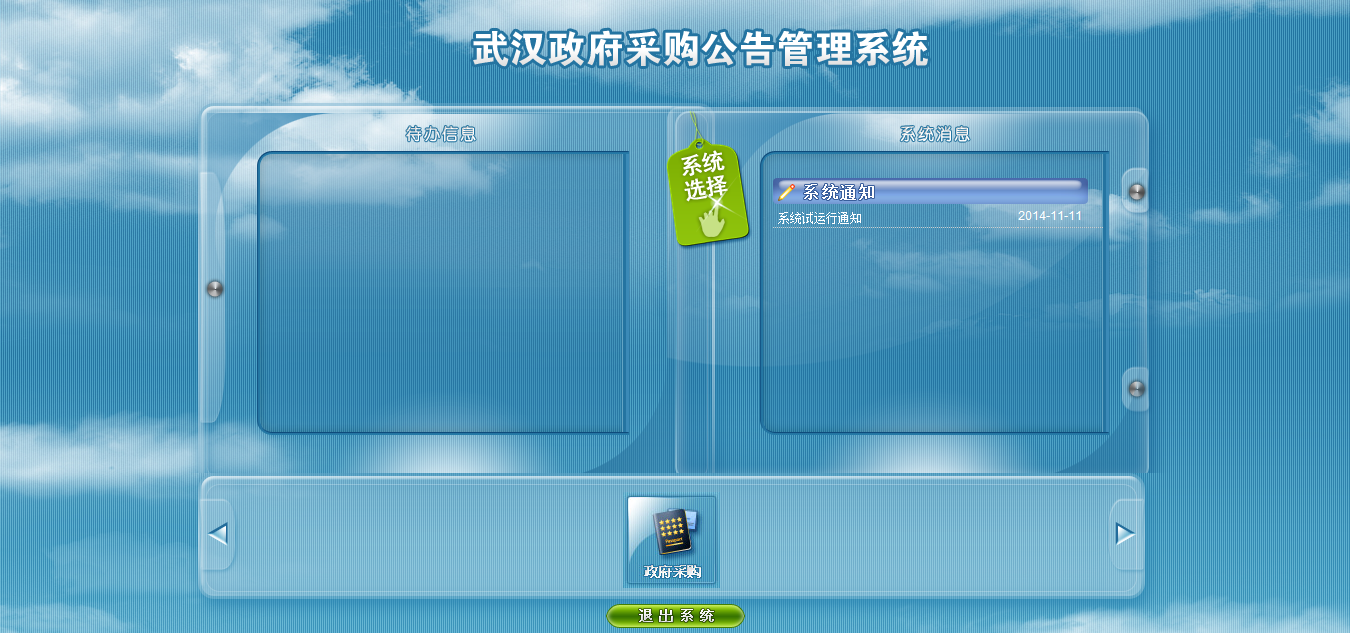 武汉政府采购公告管理系统
待办信息
系统
选择
系统消息
系统通知
系统试运行通知 2014-11-11
政府采购
退出系统